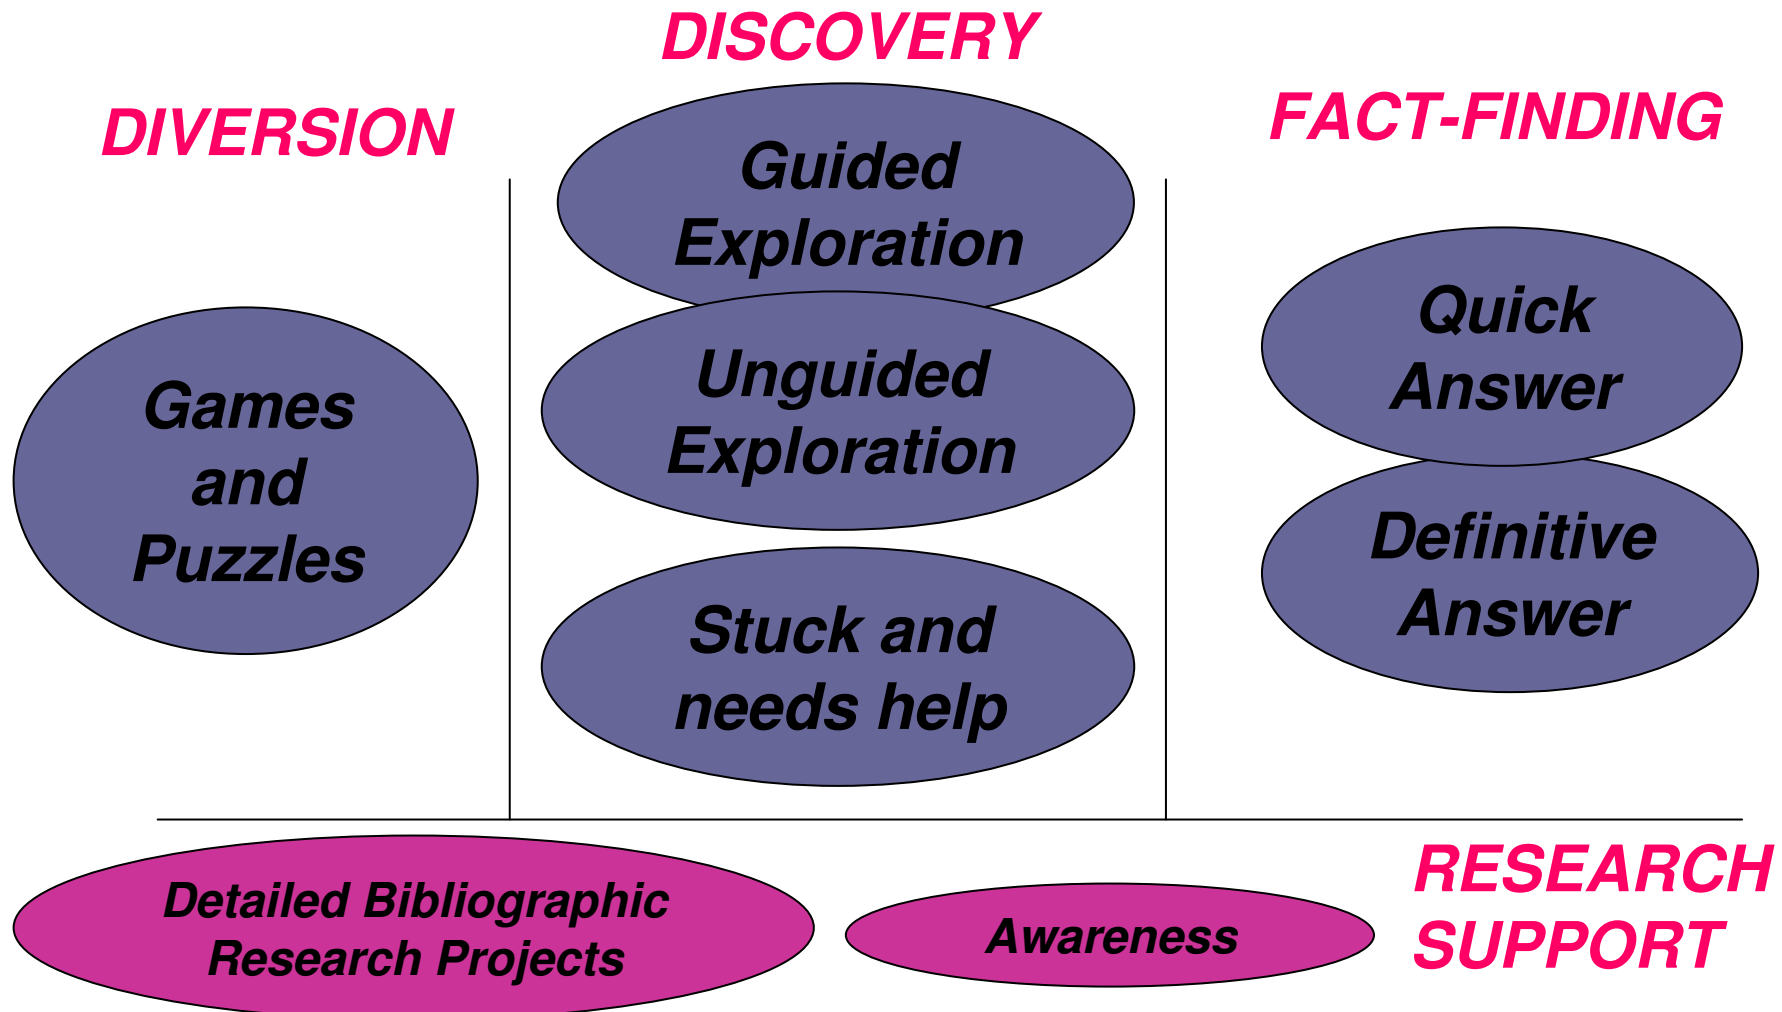 DISCOVERY
DIVERSION
FACT-FINDING
Guided
Exploration
Unguided
Exploration
Stuck and
needs help
Games
and
Puzzles
Quick
Answer
Definitive
Answer
Detailed Bibliographic
Research Projects
Awareness
RESEARCH
SUPPORT